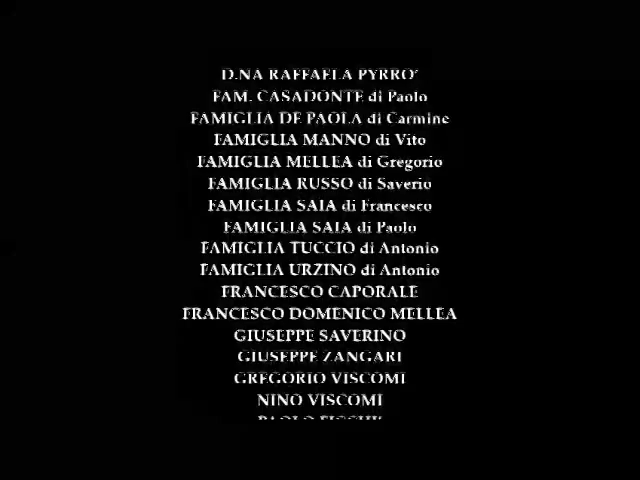 D.NA RAFFAELA PYRRO'
FAM. CASADONTE di Paolo
FAMIGLIA DE PAOLA di Carmine
FAMIGLIA MANNO di Vito
FAMIGLIA MELLEA di Gregorio
FAMIGLIA RUSSO di Saverio
FAMIGLIA SAIA di Francesco
FAMIGLIA SAIA di Paolo
FAMIGLIA TUCCIO di Antonio
FAMIGLIA URZINO di Antonio
FRANCESCO CAPORALE
FRANCESCO DOMENICO MELLEA
GIUSEPPE SAVERINO
GIUSEPPE ZANGARI
GREGORIO VISCOMI
NINO VISCOMI
PAOLO